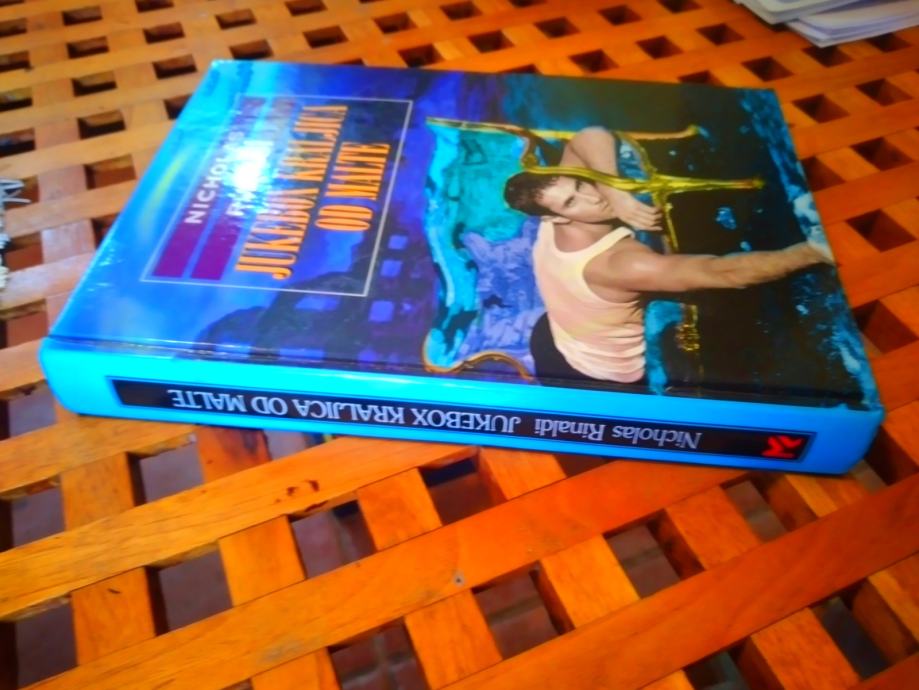 NICHOLAS
JUKEBOX KRALJICA
OD MALTE
Nicholas Rinaldi JUKEBOX KRALJICA OD MALTE